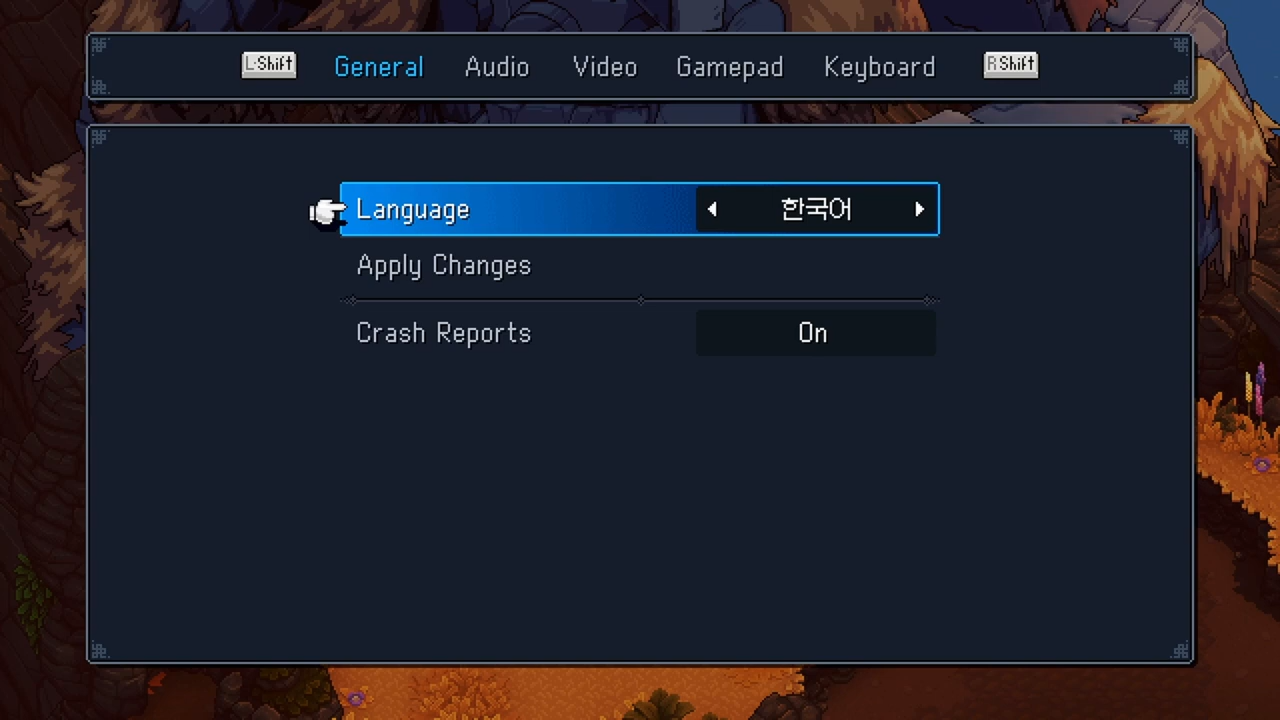 L-Shift General Audio Video Gamepad Keyboard R Shift
Language 한국어
Apply Changes
Crash Reports On